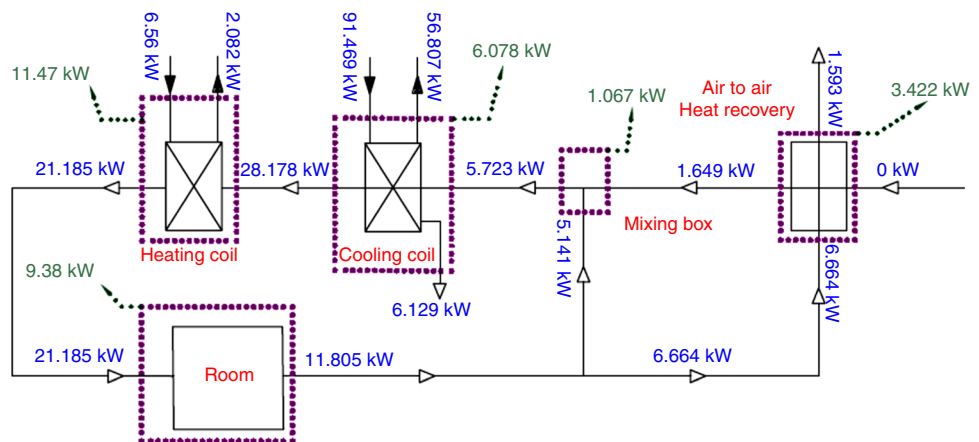 6.56 kW
2.082 kW
91.469 kW
56.807 kW
6.078 kW
1.593 kW
11.47 kW
1.067 kW
Air to air
Heat recovery
3.422 kW
21.185 kW
28.178 kW
5.723 kW
1.649 kW
0 kW
Heating coil
Cooling coil
Mixing box
5.141 kW
6.664 kW
9.38 kW
6.129 kW
21.185 kW
Room
11.805 kW
6.664 kW